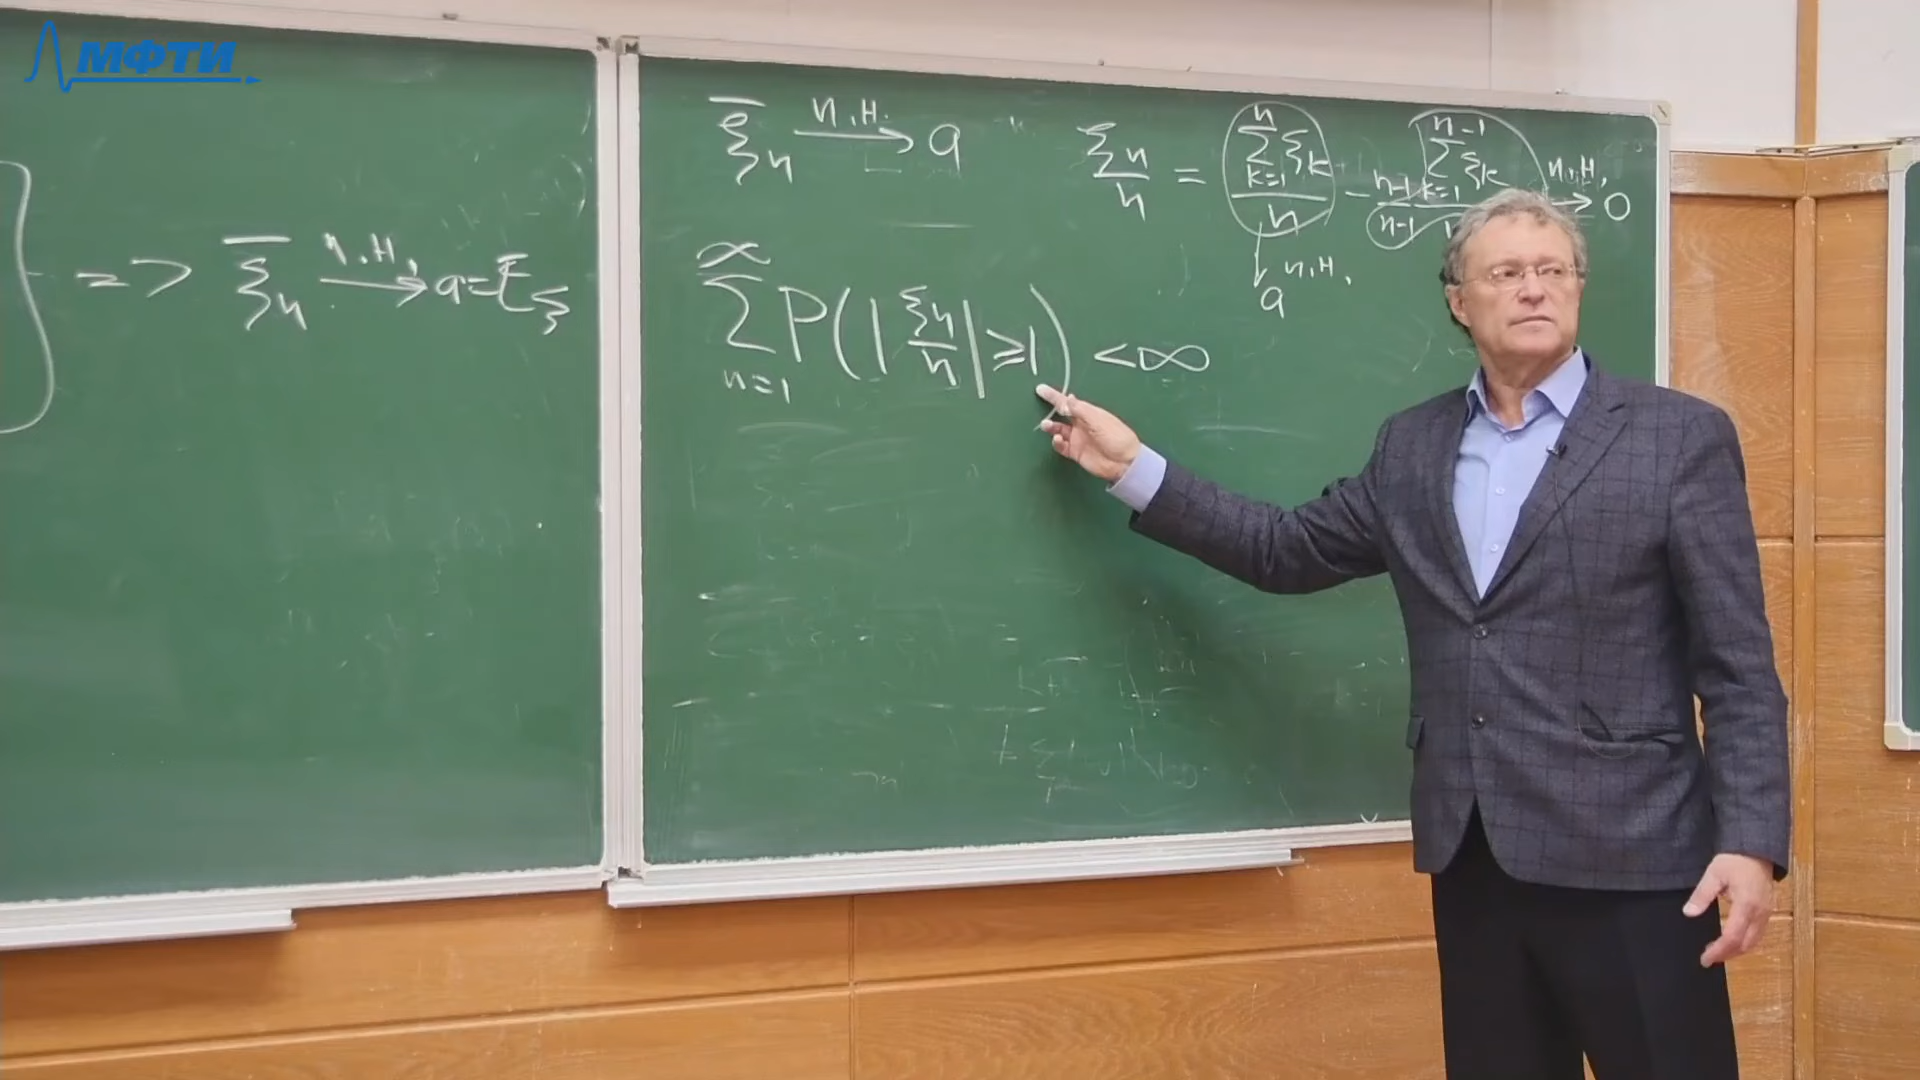 МФТИ
=> ξ̄ₙ п.н.→ a = Eξ
ξ̄ₙ п.н.→ a
ξₙ/n = (∑ₖ₌₁ⁿ ξₖ)/n − (n-1)/(n-1) ∑ₖ₌₁ⁿ⁻¹ ξₖ п.н.→ 0
↓ п.н.
a
∑ₙ₌₁^∞ P(|ξₙ/n| ≥ 1) < ∞